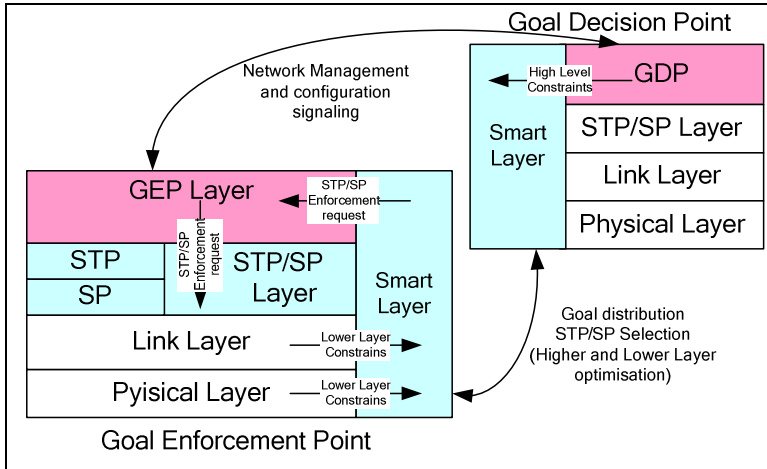 Goal Decision Point
Network Management
and configuration
signaling
High Level
Constraints
GDP
Smart
Layer
STP/SP Layer
Link Layer
Physical Layer
GEP Layer
STP/SP
Enforcement
request
STP/SP
Enforcement
request
STP
SP
STP/SP
Layer
Smart
Layer
Link Layer
Lower Layer
Constrains
Pyisical Layer
Lower Layer
Constrains
Goal distribution
STP/SP Selection
(Higher and Lower Layer
optimisation)
Goal Enforcement Point